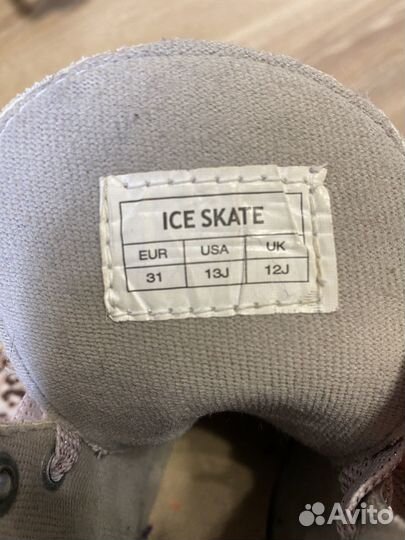 ICE SKATE
EUR USA UK
31 13J 12J
Avito